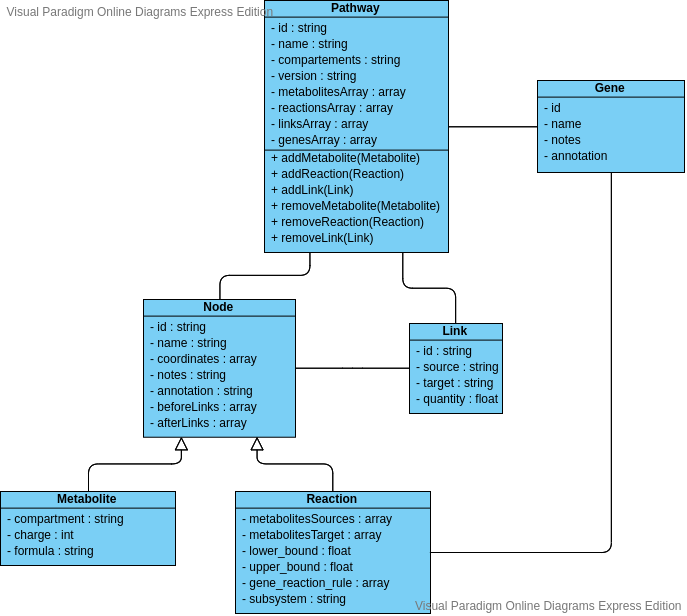 Visual Paradigm Online Diagrams Express Edition
Pathway
- id : string
- name : string
- compartements : string
- version : string
- metabolitesArray : array
- reactionsArray : array
- linksArray : array
- genesArray : array
+ addMetabolite(Metabolite)
+ addReaction(Reaction)
+ addLink(Link)
+ removeMetabolite(Metabolite)
+ removeReaction(Reaction)
+ removeLink(Link)
Gene
- id
- name
- notes
- annotation
Node
- id : string
- name : string
- coordinates : array
- notes : string
- annotation : string
- beforeLinks : array
- afterLinks : array
Link
- id : string
- source : string
- target : string
- quantity : float
Metabolite
- compartment : string
- charge : int
- formula : string
Reaction
- metabolitesSources : array
- metabolitesTarget : array
- lower_bound : float
- upper_bound : float
- gene_reaction_rule : array
- subsystem : string
Visual Paradigm Online Diagrams Express Edition